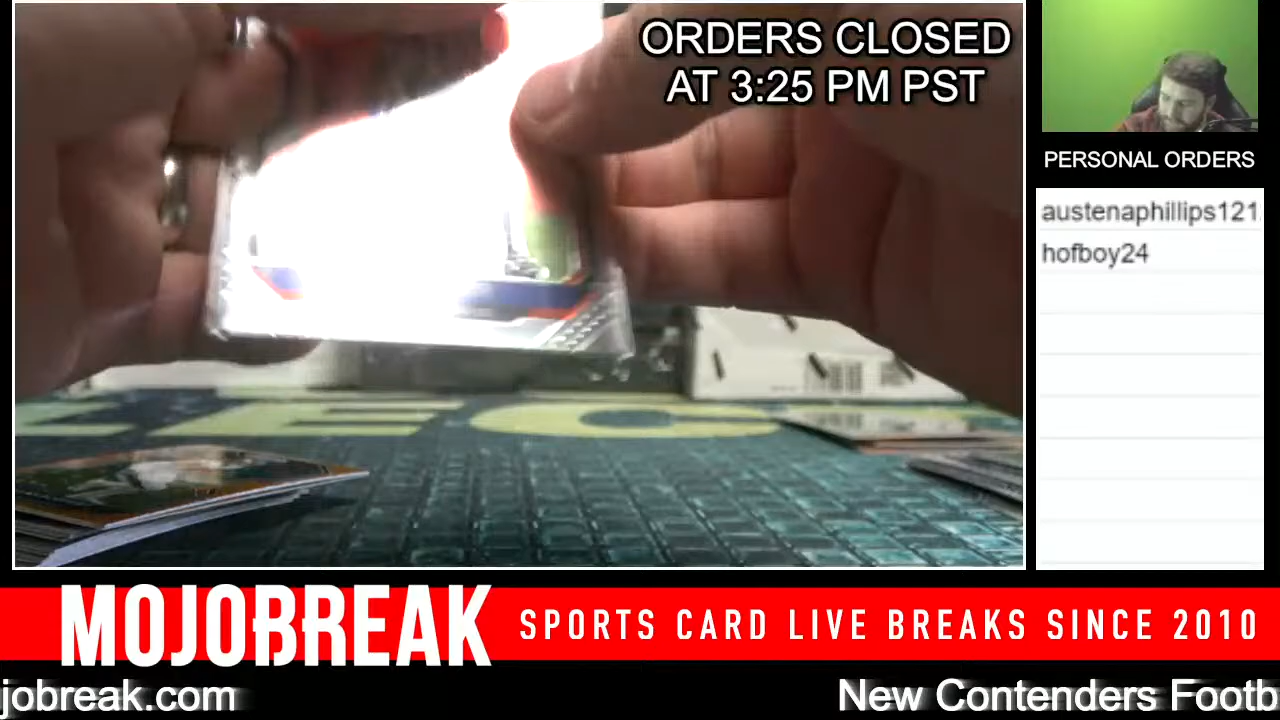 ORDERS CLOSED
AT 3:25 PM PST
PERSONAL ORDERS
austenaphillips121
hofboy24
EC
MOJOBREAK
SPORTS CARD LIVE BREAKS SINCE 2010
jobreak.com
New Contenders Footb